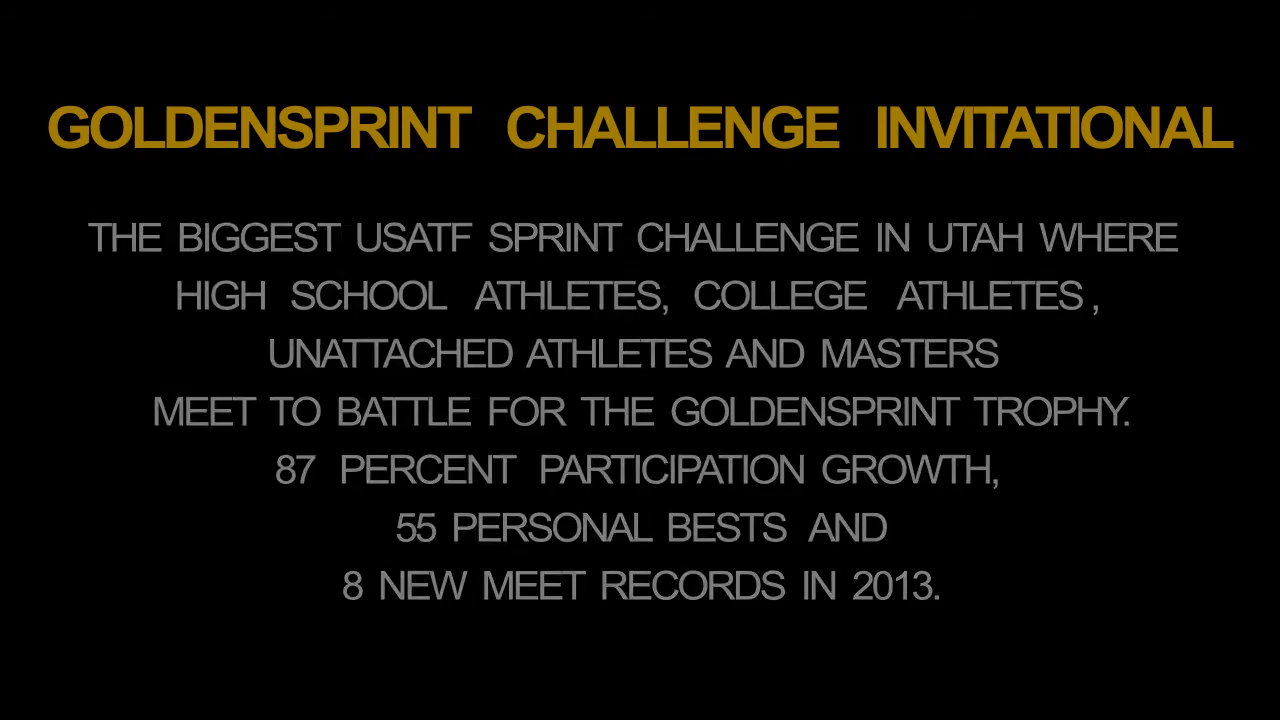 GOLDENSPRINT CHALLENGE INVITATIONAL
THE BIGGEST USATF SPRINT CHALLENGE IN UTAH WHERE
HIGH SCHOOL ATHLETES, COLLEGE ATHLETES ,
UNATTACHED ATHLETES AND MASTERS
MEET TO BATTLE FOR THE GOLDENSPRINT TROPHY.
87 PERCENT PARTICIPATION GROWTH,
55 PERSONAL BESTS AND
8 NEW MEET RECORDS IN 2013.